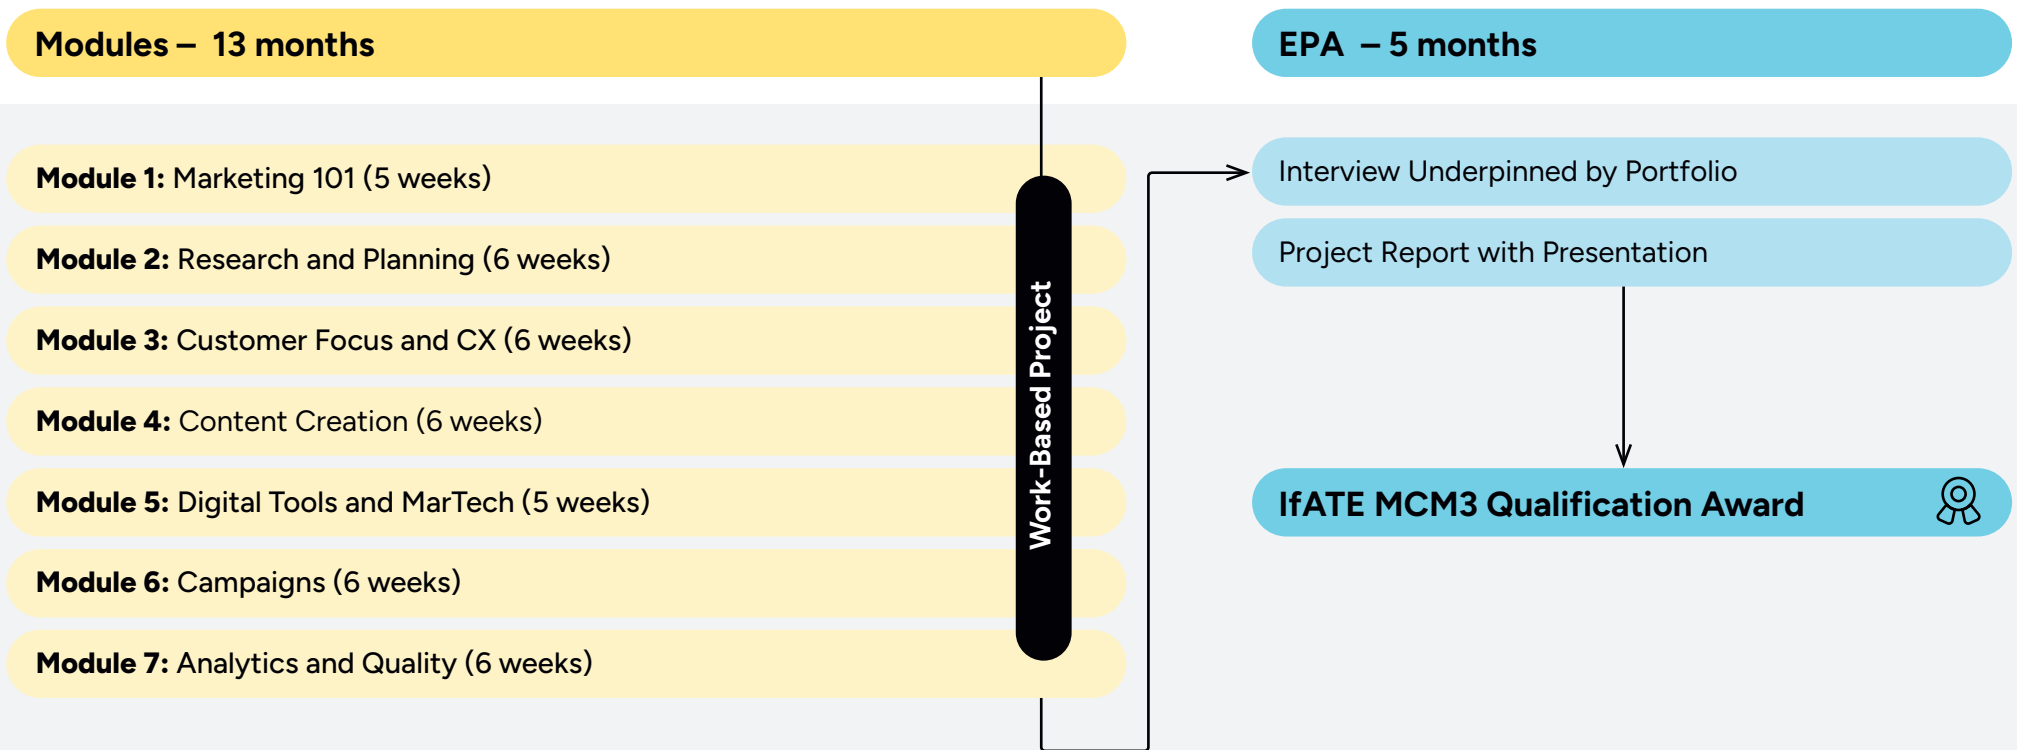 Modules – 13 months
Module 1: Marketing 101 (5 weeks)
Module 2: Research and Planning (6 weeks)
Module 3: Customer Focus and CX (6 weeks)
Module 4: Content Creation (6 weeks)
Module 5: Digital Tools and MarTech (5 weeks)
Module 6: Campaigns (6 weeks)
Module 7: Analytics and Quality (6 weeks)
Work-Based Project
EPA – 5 months
Interview Underpinned by Portfolio
Project Report with Presentation
IfATE MCM3 Qualification Award